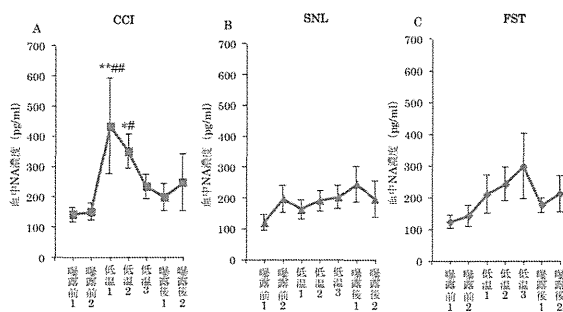 A
CCI
血中NA濃度 (pg/ml)
700
600
500
400
300
200
100
0
**##
*#
曝露前1
曝露前2
低温1
低温2
低温3
曝露後1
曝露後2
B
SNL
血中NA濃度 (pg/ml)
700
600
500
400
300
200
100
0
曝露前1
曝露前2
低温1
低温2
低温3
曝露後1
曝露後2
C
FST
血中NA濃度 (pg/ml)
700
600
500
400
300
200
100
0
曝露前1
曝露前2
低温1
低温2
低温3
曝露後1
曝露後2